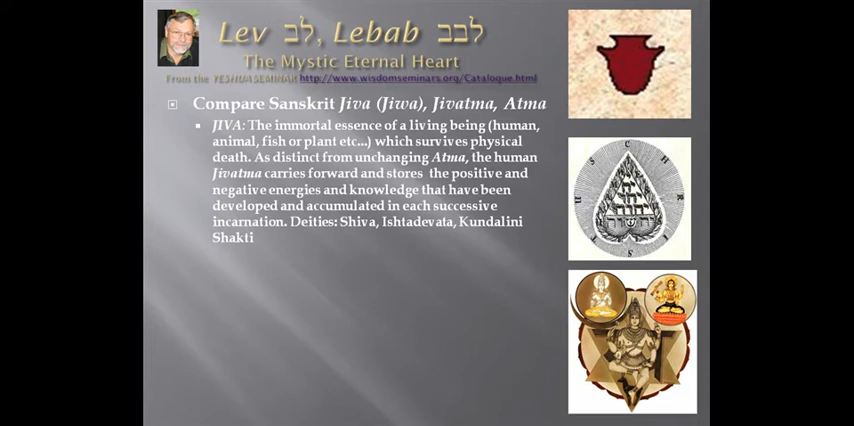 Lev לב, Lebab לבב
The Mystic Eternal Heart
From the YESHUA SEMINAR http://www.wisdomseminars.org/Catalogue.html
Compare Sanskrit Jiva (Jiwa), Jivatma, Atma
JIVA: The immortal essence of a living being (human,
animal, fish or plant etc...) which survives physical
death. As distinct from unchanging Atma, the human
Jivatma carries forward and stores the positive and
negative energies and knowledge that have been
developed and accumulated in each successive
incarnation. Deities: Shiva, Ishtadevata, Kundalini
Shakti